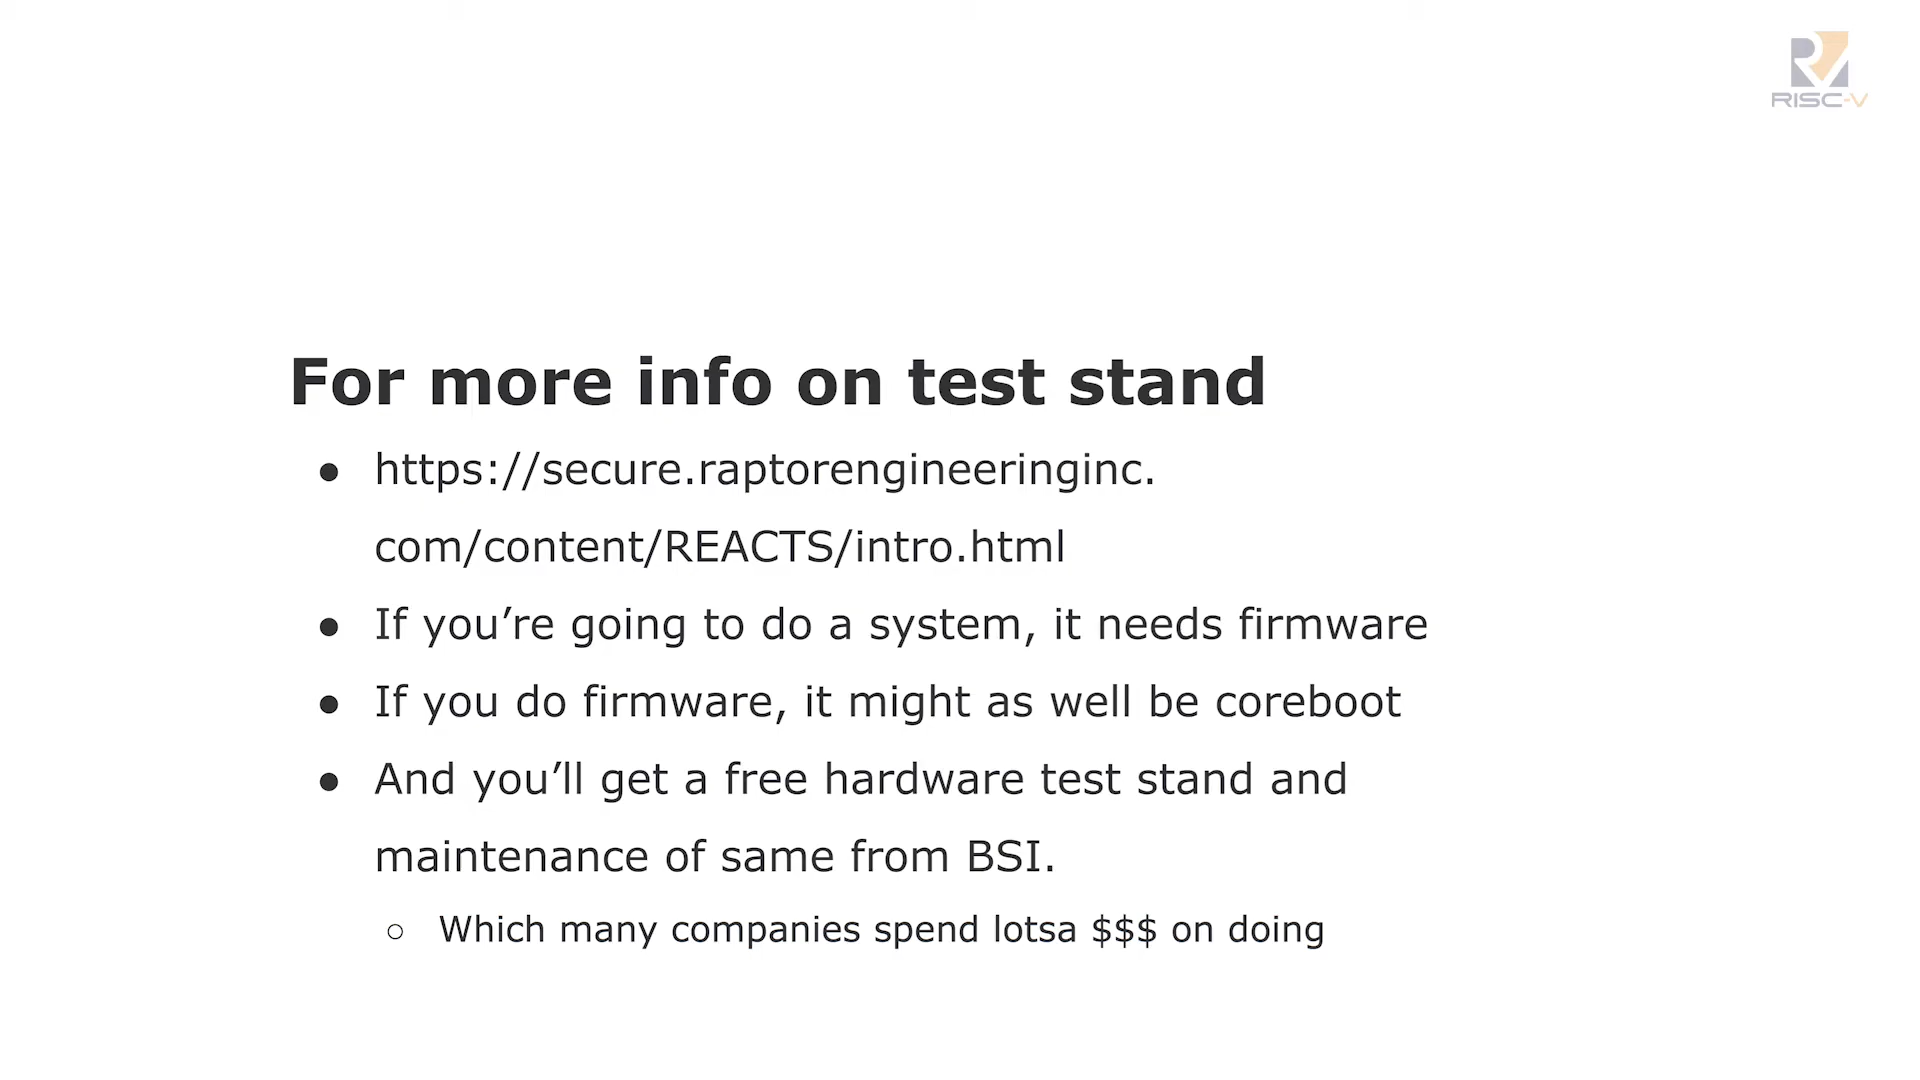 RISC-V
For more info on test stand
● https://secure.raptorengineeringinc.
com/content/REACTS/intro.html
● If you’re going to do a system, it needs firmware
● If you do firmware, it might as well be coreboot
● And you’ll get a free hardware test stand and
maintenance of same from BSI.
○ Which many companies spend lotsa $$$ on doing